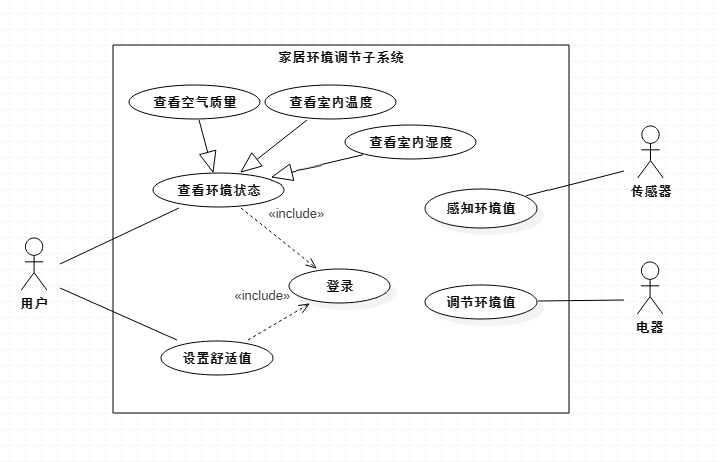 家居环境调节子系统
查看空气质量
查看室内温度
查看室内湿度
查看环境状态
«include»
感知环境值
传感器
用户
登录
«include»
调节环境值
电器
设置舒适值